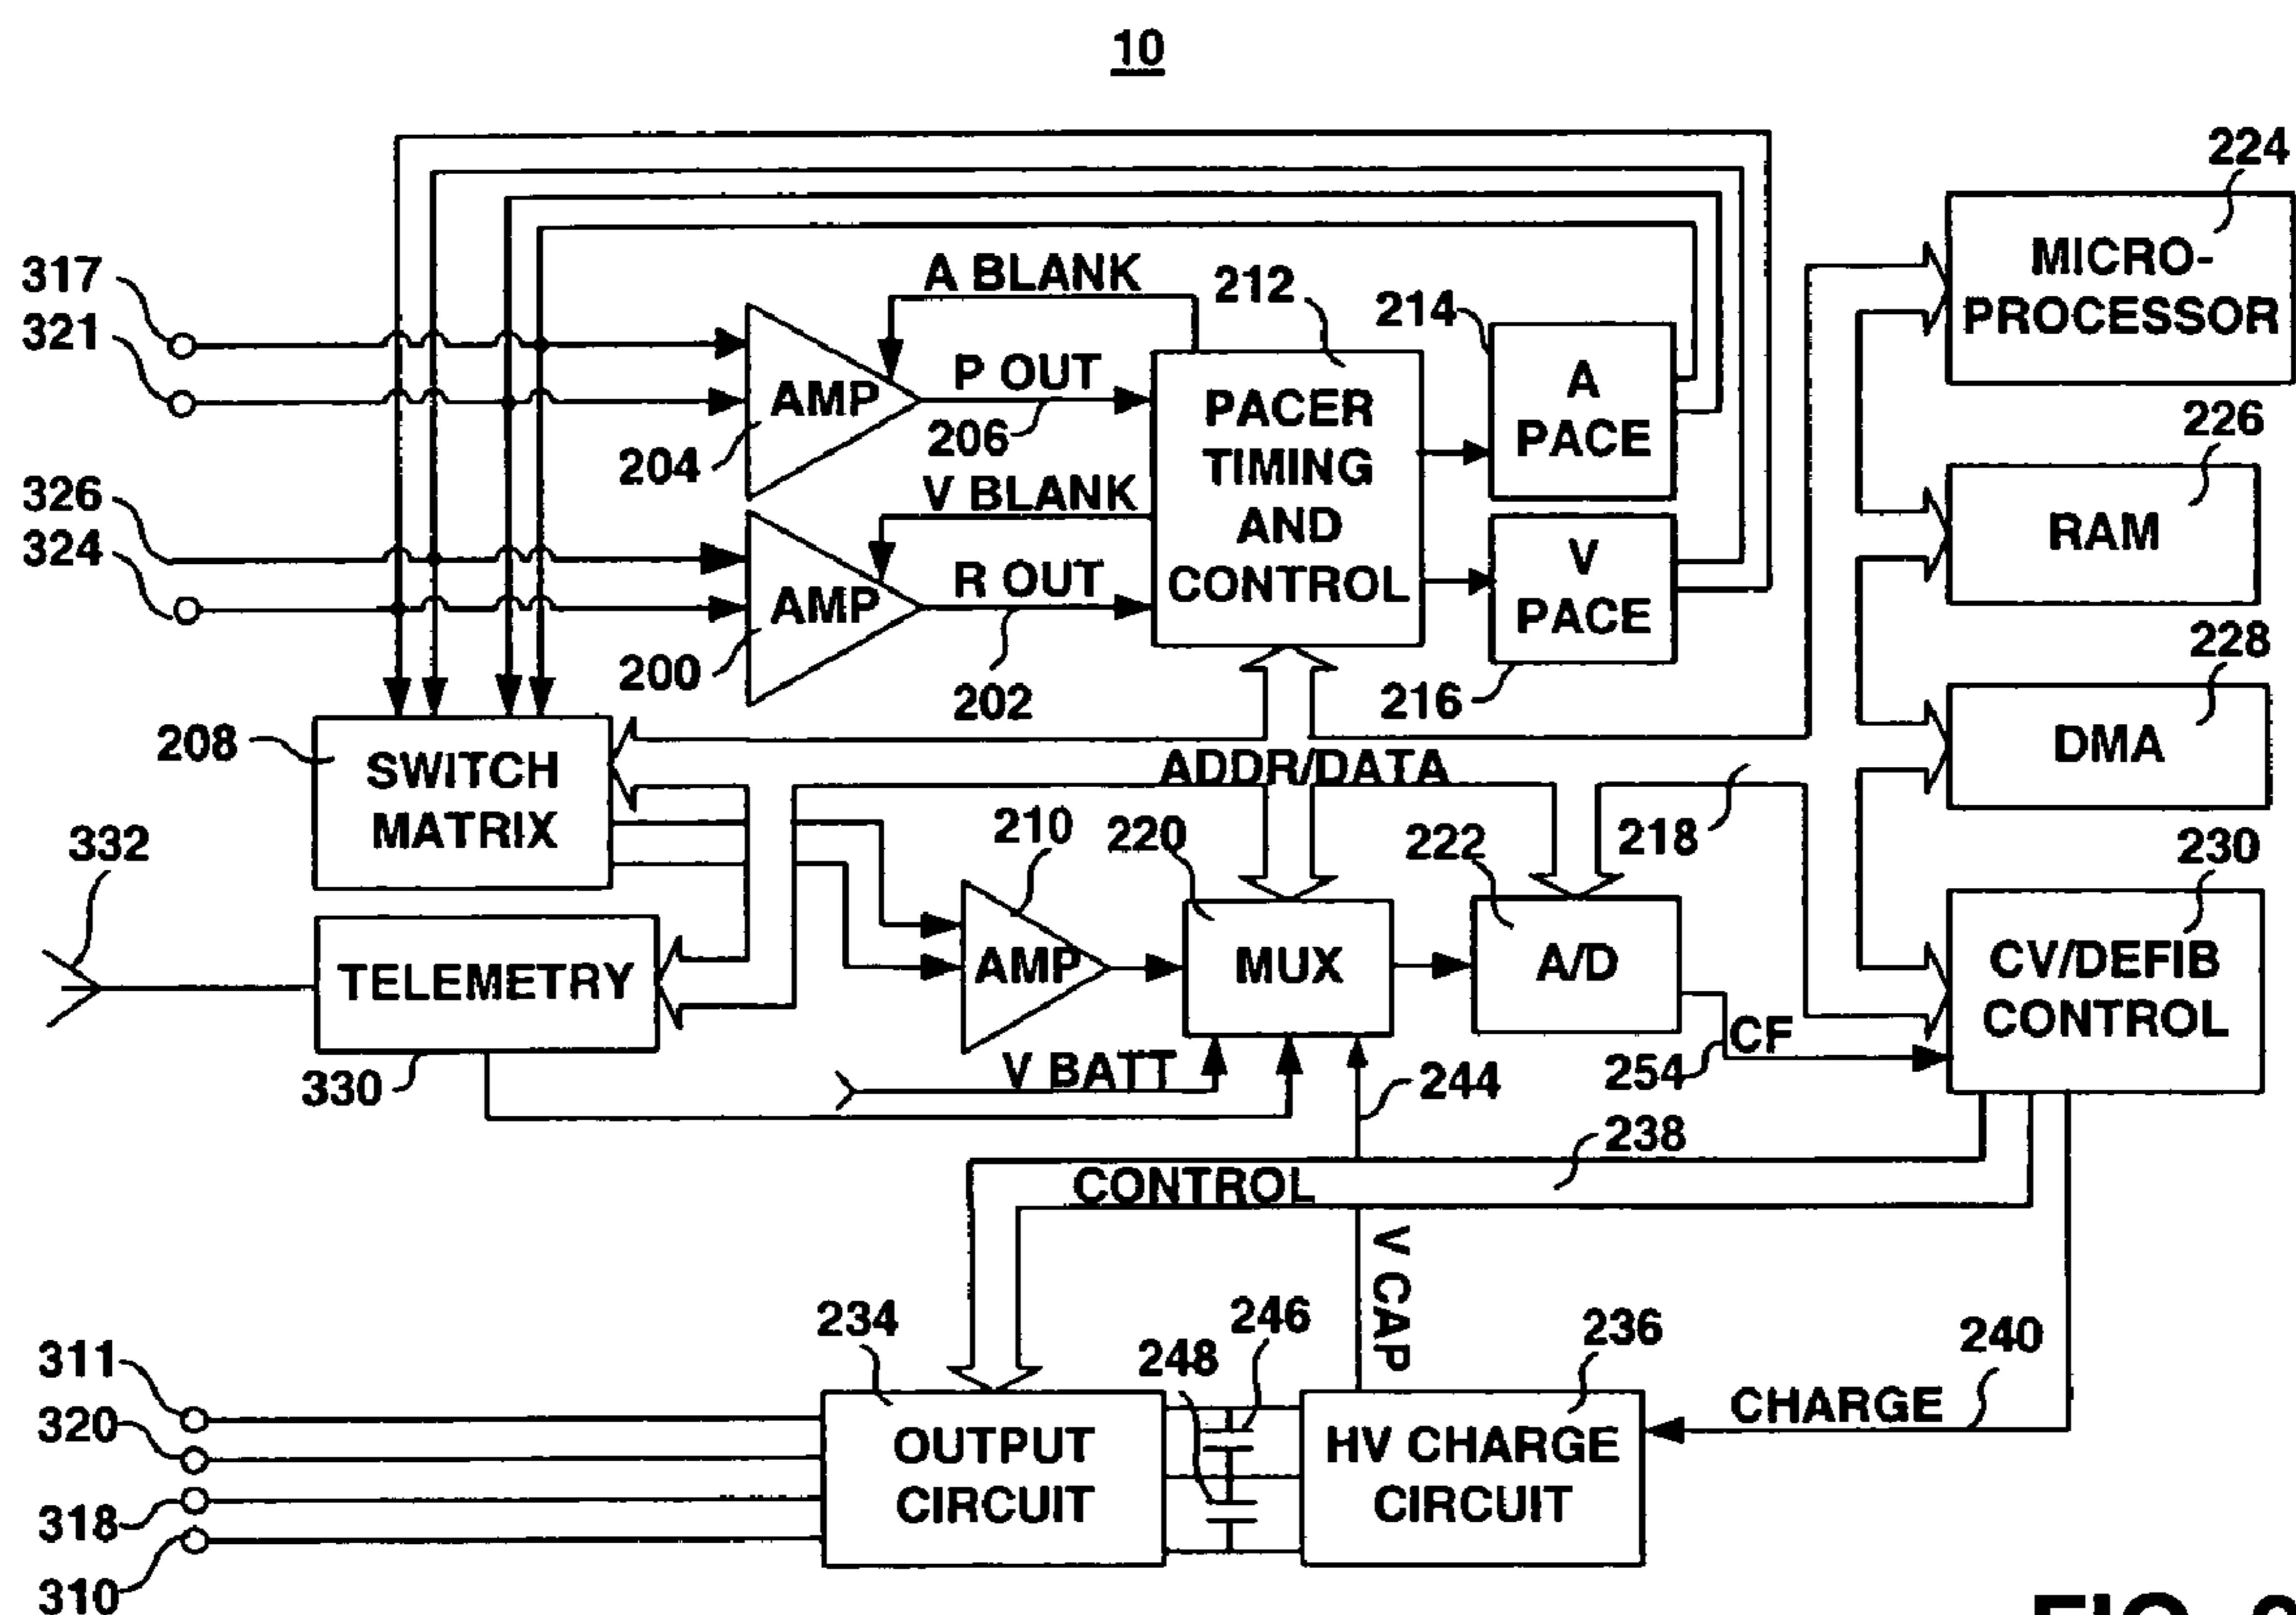 10
224
MICRO-
PROCESSOR
317
321
A BLANK
212
214
A
PACE
P OUT
AMP
204
206
PACER
TIMING
AND
CONTROL
226
RAM
326
324
V BLANK
R OUT
AMP
200
202
V
PACE
216
228
DMA
208
SWITCH
MATRIX
ADDR/DATA
218
332
210
220
222
230
TELEMETRY
AMP
MUX
A/D
CV/DEFIB
CONTROL
330
V BATT
244
254
CF
238
CONTROL
V CAP
234
246
248
236
240
CHARGE
311
320
318
310
OUTPUT
CIRCUIT
HV CHARGE
CIRCUIT
FIG.